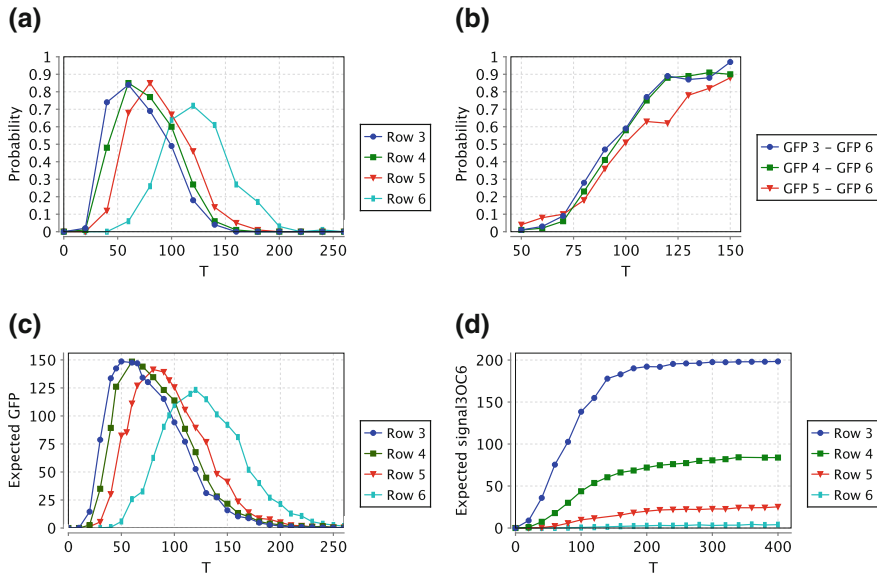 (a)
1
0.9
0.8
0.7
0.6
0.5
0.4
0.3
0.2
0.1
0
Probability
0 50 100 150 200 250
T
Row 3
Row 4
Row 5
Row 6
(b)
1
0.9
0.8
0.7
0.6
0.5
0.4
0.3
0.2
0.1
0
Probability
50 75 100 125 150
T
GFP 3 – GFP 6
GFP 4 – GFP 6
GFP 5 – GFP 6
(c)
150
125
100
75
50
25
0
Expected GFP
0 50 100 150 200 250
T
Row 3
Row 4
Row 5
Row 6
(d)
200
150
100
50
0
Expected signal3OC6
0 100 200 300 400
T
Row 3
Row 4
Row 5
Row 6